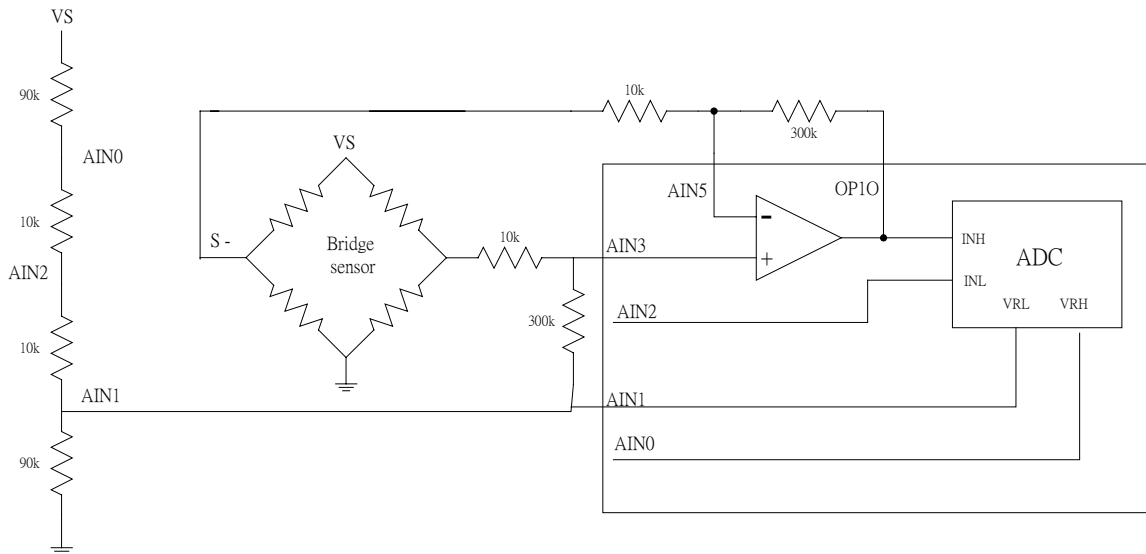 VS
90k
AIN0
10k
AIN2
10k
AIN1
90k
10k
300k
VS
S -
Bridge
sensor
10k
300k
AIN5
OP1O
AIN3
-
+
AIN2
AIN1
AIN0
INH
ADC
INL
VRL VRH